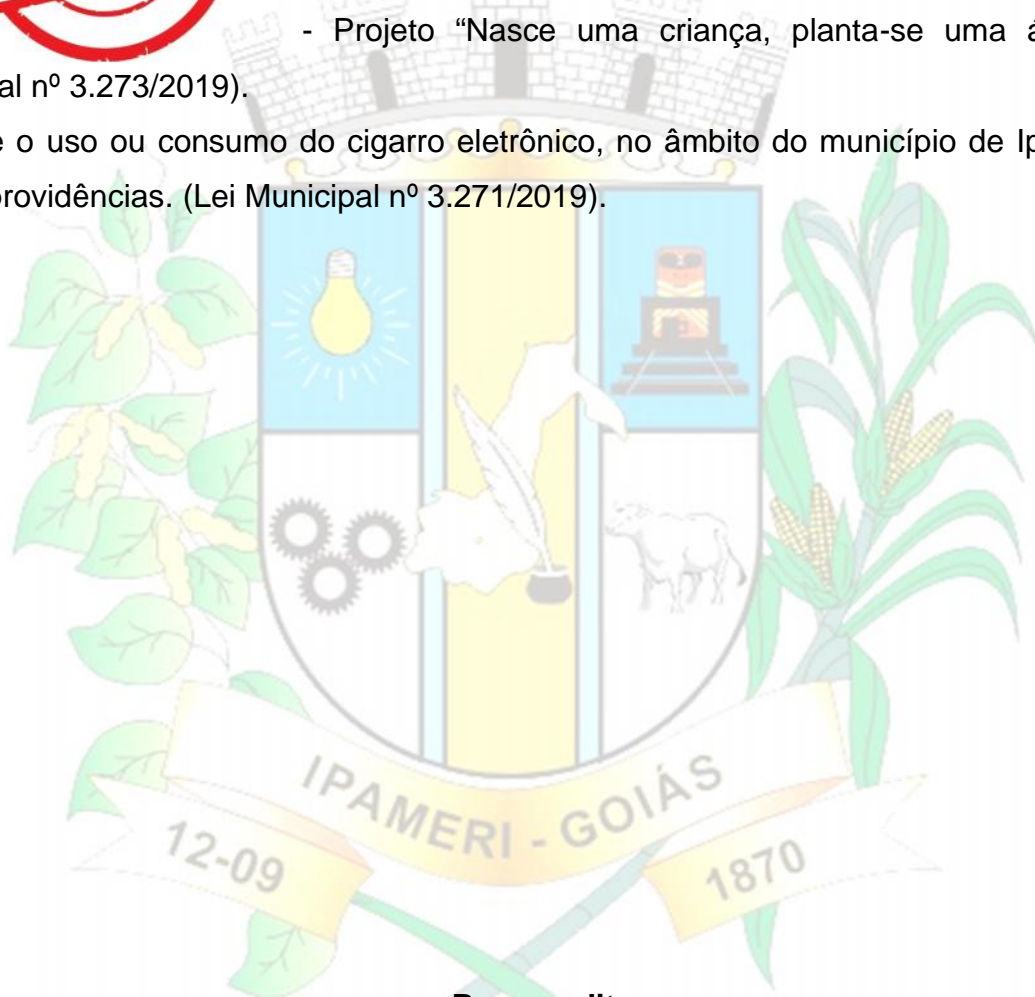 - Projeto “Nasce uma criança, planta-se uma
al nº 3.273/2019).
o uso ou consumo do cigarro eletrônico, no âmbito do município de
providências. (Lei Municipal nº 3.271/2019).
IPAMERI - GOIÁS
12-09
1870